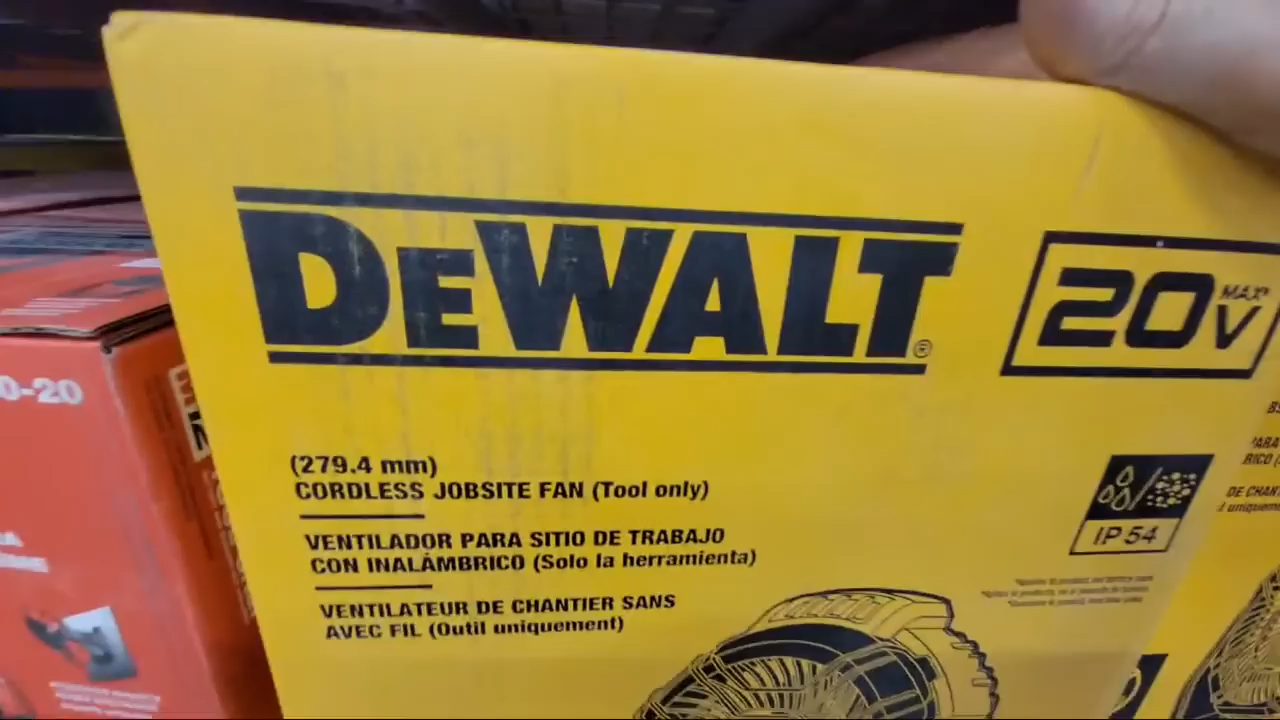 DEWALT®
20V MAX*
(279.4 mm)
CORDLESS JOBSITE FAN (Tool only)
VENTILADOR PARA SITIO DE TRABAJO
CON INALÁMBRICO (Solo la herramienta)
VENTILATEUR DE CHANTIER SANS
AVEC FIL (Outil uniquement)
IP 54
0-20